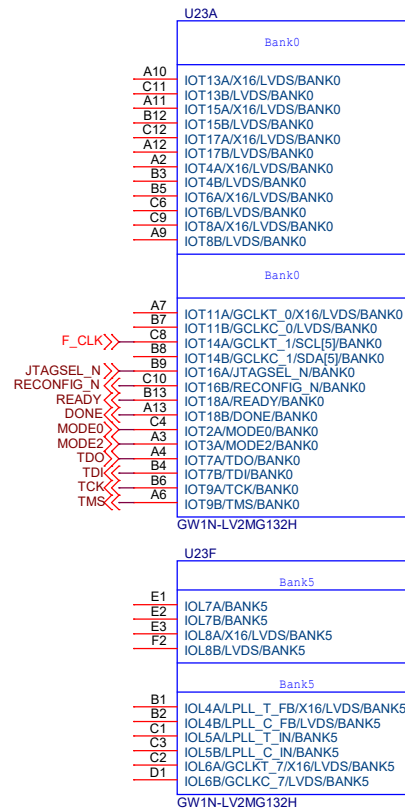 U23A
Bank0
A10 IOT13A/X16/LVDS/BANK0
C11 IOT13B/LVDS/BANK0
A11 IOT15A/X16/LVDS/BANK0
B12 IOT15B/LVDS/BANK0
C12 IOT17A/X16/LVDS/BANK0
A12 IOT17B/LVDS/BANK0
A2 IOT4A/X16/LVDS/BANK0
B3 IOT4B/LVDS/BANK0
B5 IOT6A/X16/LVDS/BANK0
C6 IOT6B/LVDS/BANK0
C9 IOT8A/X16/LVDS/BANK0
A9 IOT8B/LVDS/BANK0
Bank0
A7 IOT11A/GCLKT_0/X16/LVDS/BANK0
B7 IOT11B/GCLKC_0/LVDS/BANK0
F_CLK C8 IOT14A/GCLKT_1/SCL[5]/BANK0
B8 IOT14B/GCLKC_1/SDA[5]/BANK0
JTAGSEL_N B9 IOT16A/JTAGSEL_N/BANK0
RECONFIG_N C10 IOT16B/RECONFIG_N/BANK0
READY B13 IOT18A/READY/BANK0
DONE A13 IOT18B/DONE/BANK0
MODE0 C4 IOT2A/MODE0/BANK0
MODE2 A3 IOT3A/MODE2/BANK0
TDO A4 IOT7A/TDO/BANK0
TDI B4 IOT7B/TDI/BANK0
TCK B6 IOT9A/TCK/BANK0
TMS A6 IOT9B/TMS/BANK0
GW1N-LV2MG132H
U23F
Bank5
E1 IOL7A/BANK5
E2 IOL7B/BANK5
E3 IOL8A/X16/LVDS/BANK5
F2 IOL8B/LVDS/BANK5
Bank5
B1 IOL4A/LPLL_T_FB/X16/LVDS/BANK5
B2 IOL4B/LPLL_C_FB/LVDS/BANK5
C1 IOL5A/LPLL_T_IN/BANK5
C3 IOL5B/LPLL_C_IN/BANK5
C2 IOL6A/GCLKT_7/X16/LVDS/BANK5
D1 IOL6B/GCLKC_7/LVDS/BANK5
GW1N-LV2MG132H